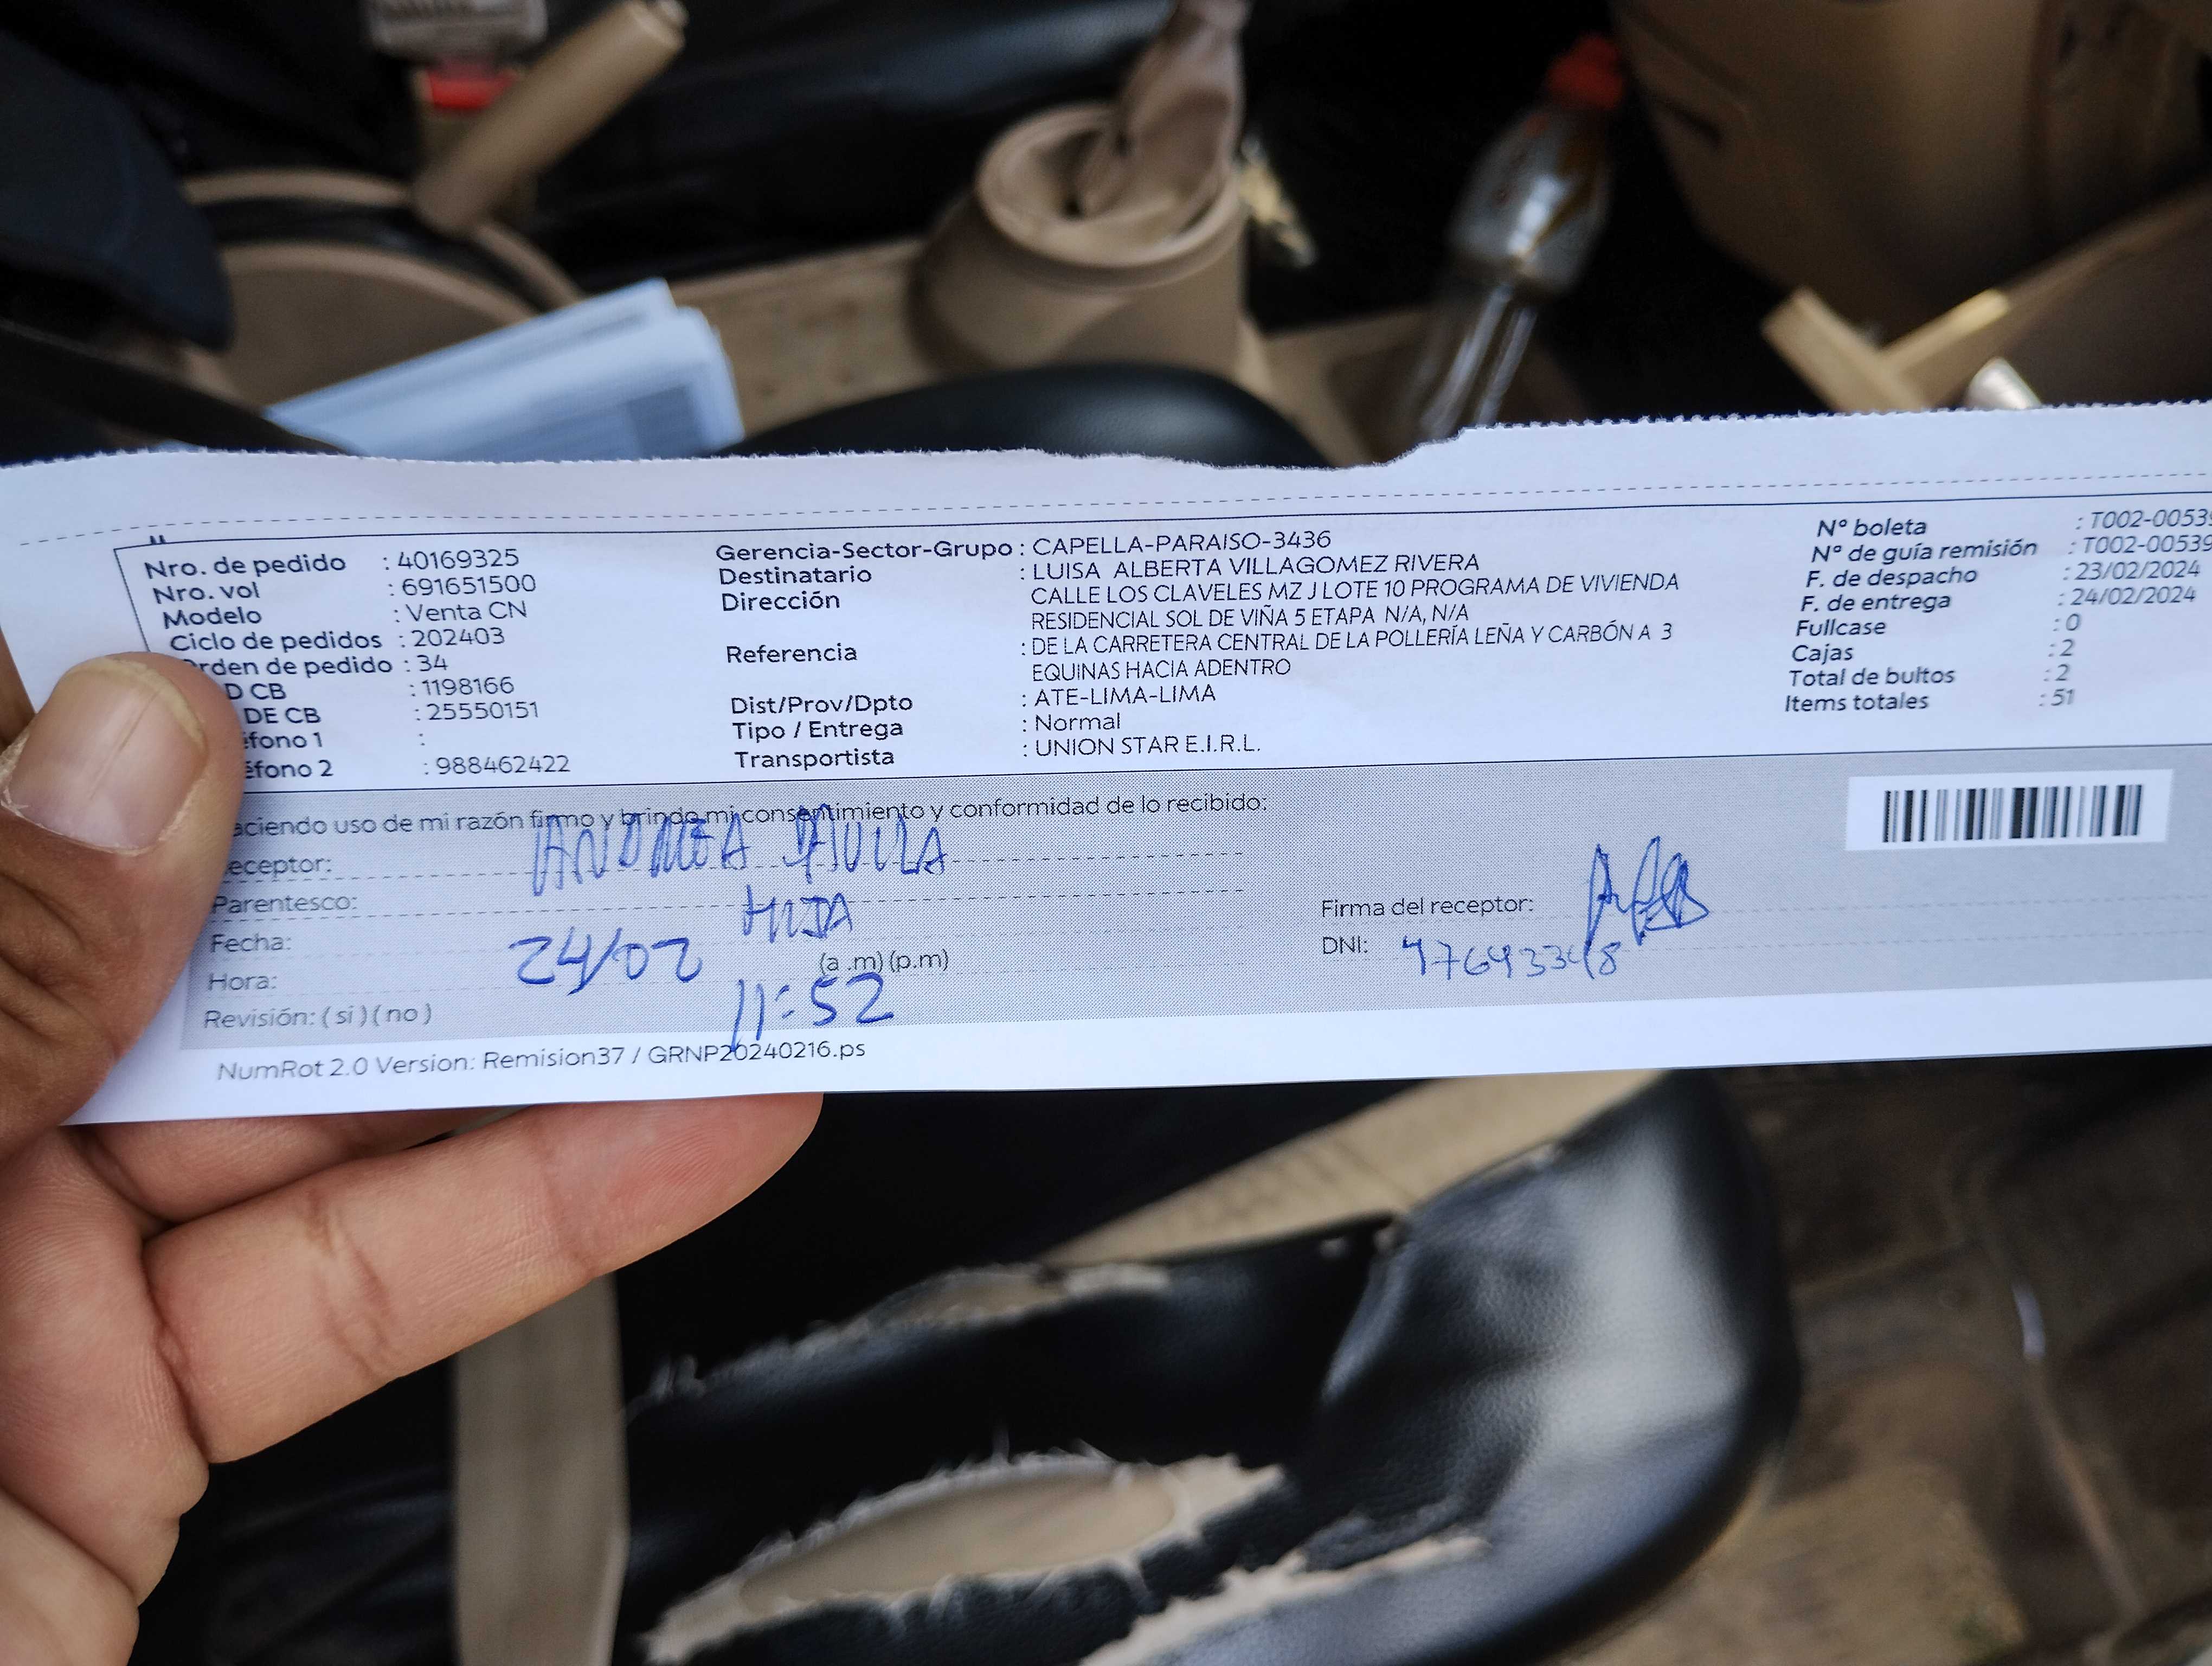 Nro. de pedido : 40169325
Nro. vol : 691651500
Modelo : Venta CN
Ciclo de pedidos : 202403
rden de pedido : 34
D CB : 1198166
DE CB : 25550151
éfono 1 :
éfono 2 : 988462422
Gerencia-Sector-Grupo : CAPELLA-PARAISO-3436
Destinatario : LUISA ALBERTA VILLAGOMEZ RIVERA
Dirección CALLE LOS CLAVELES MZ J LOTE 10 PROGRAMA DE VIVIENDA
RESIDENCIAL SOL DE VIÑA 5 ETAPA N/A, N/A
Referencia : DE LA CARRETERA CENTRAL DE LA POLLERÍA LEÑA Y CARBÓN A 3
EQUINAS HACIA ADENTRO
Dist/Prov/Dpto : ATE-LIMA-LIMA
Tipo / Entrega : Normal
Transportista : UNION STAR E.I.R.L.
N° boleta : T002-0053
N° de guía remisión : T002-00539
F. de despacho : 23/02/2024
F. de entrega : 24/02/2024
Fullcase : 0
Cajas : 2
Total de bultos : 2
Items totales : 51
aciendo uso de mi razón firmo y brindo mi consentimiento y conformidad de lo recibido:
eceptor: ANDREA AVILA
Parentesco: HIJA
Fecha: 24/02
Hora: 11:52 (a .m) (p.m)
Revisión: ( si ) ( no )
Firma del receptor:
DNI:
NumRot 2.0 Version: Remision37 / GRNP20240216.ps